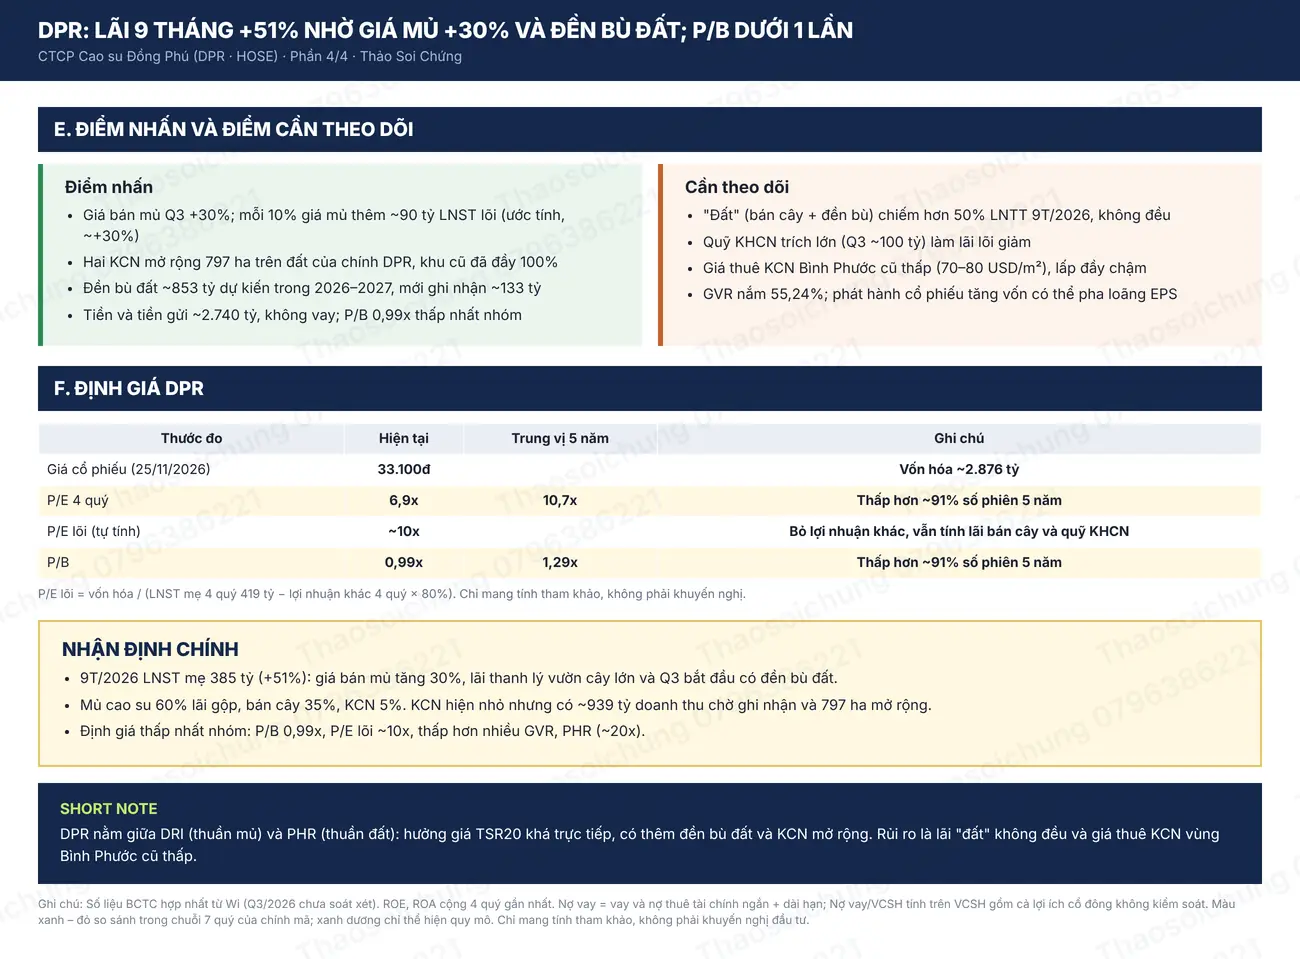 DPR: LÃI 9 THÁNG +51% NHỜ GIÁ MỦ +30% VÀ ĐỀN BÙ ĐẤT; P/B DƯỚI 1 LẦN
CTCP Cao su Đồng Phú (DPR · HOSE) · Phần 4/4 · Thảo Soi Chứng
E. ĐIỂM NHẤN VÀ ĐIỂM CẦN THEO DÕI
Điểm nhấn
• Giá bán mủ Q3 +30%; mỗi 10% giá mủ thêm ~90 tỷ LNST lõi (ước tính,
~+30%)
• Hai KCN mở rộng 797 ha trên đất của chính DPR, khu cũ đã đầy 100%
• Đền bù đất ~853 tỷ dự kiến trong 2026–2027, mới ghi nhận ~133 tỷ
• Tiền và tiền gửi ~2.740 tỷ, không vay; P/B 0,99x thấp nhất nhóm
Cần theo dõi
• "Đất" (bán cây + đền bù) chiếm hơn 50% LNTT 9T/2026, không đều
• Quỹ KHCN trích lớn (Q3 ~100 tỷ) làm lãi lõi giảm
• Giá thuê KCN Bình Phước cũ thấp (70–80 USD/m²), lấp đầy chậm
• GVR nắm 55,24%; phát hành cổ phiếu tăng vốn có thể pha loãng EPS
F. ĐỊNH GIÁ DPR
Thước đo Hiện tại Trung vị 5 năm Ghi chú
Giá cổ phiếu (25/11/2026) 33.100đ Vốn hóa ~2.876 tỷ
P/E 4 quý 6,9x 10,7x Thấp hơn ~91% số phiên 5 năm
P/E lõi (tự tính) ~10x Bỏ lợi nhuận khác, vẫn tính lãi bán cây và quỹ KHCN
P/B 0,99x 1,29x Thấp hơn ~91% số phiên 5 năm
P/E lõi = vốn hóa / (LNST mẹ 4 quý 419 tỷ − lợi nhuận khác 4 quý × 80%). Chỉ mang tính tham khảo, không phải khuyến nghị.
NHẬN ĐỊNH CHÍNH
• 9T/2026 LNST mẹ 385 tỷ (+51%): giá bán mủ tăng 30%, lãi thanh lý vườn cây lớn và Q3 bắt đầu có đền bù đất.
• Mủ cao su 60% lãi gộp, bán cây 35%, KCN 5%. KCN hiện nhỏ nhưng có ~939 tỷ doanh thu chờ ghi nhận và 797 ha mở rộng.
• Định giá thấp nhất nhóm: P/B 0,99x, P/E lõi ~10x, thấp hơn nhiều GVR, PHR (~20x).
SHORT NOTE
DPR nằm giữa DRI (thuần mủ) và PHR (thuần đất): hưởng giá TSR20 khá trực tiếp, có thêm đền bù đất và KCN mở rộng. Rủi ro là lãi "đất" không đều và giá thuê KCN vùng
Bình Phước cũ thấp.
Ghi chú: Số liệu BCTC hợp nhất từ Wi (Q3/2026 chưa soát xét). ROE, ROA cộng 4 quý gần nhất. Nợ vay = vay và nợ thuê tài chính ngắn + dài hạn; Nợ vay/VCSH tính trên VCSH gồm cả lợi ích cổ đông không kiểm soát. Màu
xanh – đỏ so sánh trong chuỗi 7 quý của chính mã; xanh dương chỉ thể hiện quy mô. Chỉ mang tính tham khảo, không phải khuyến nghị đầu tư.
Thaosoichung 0796386221